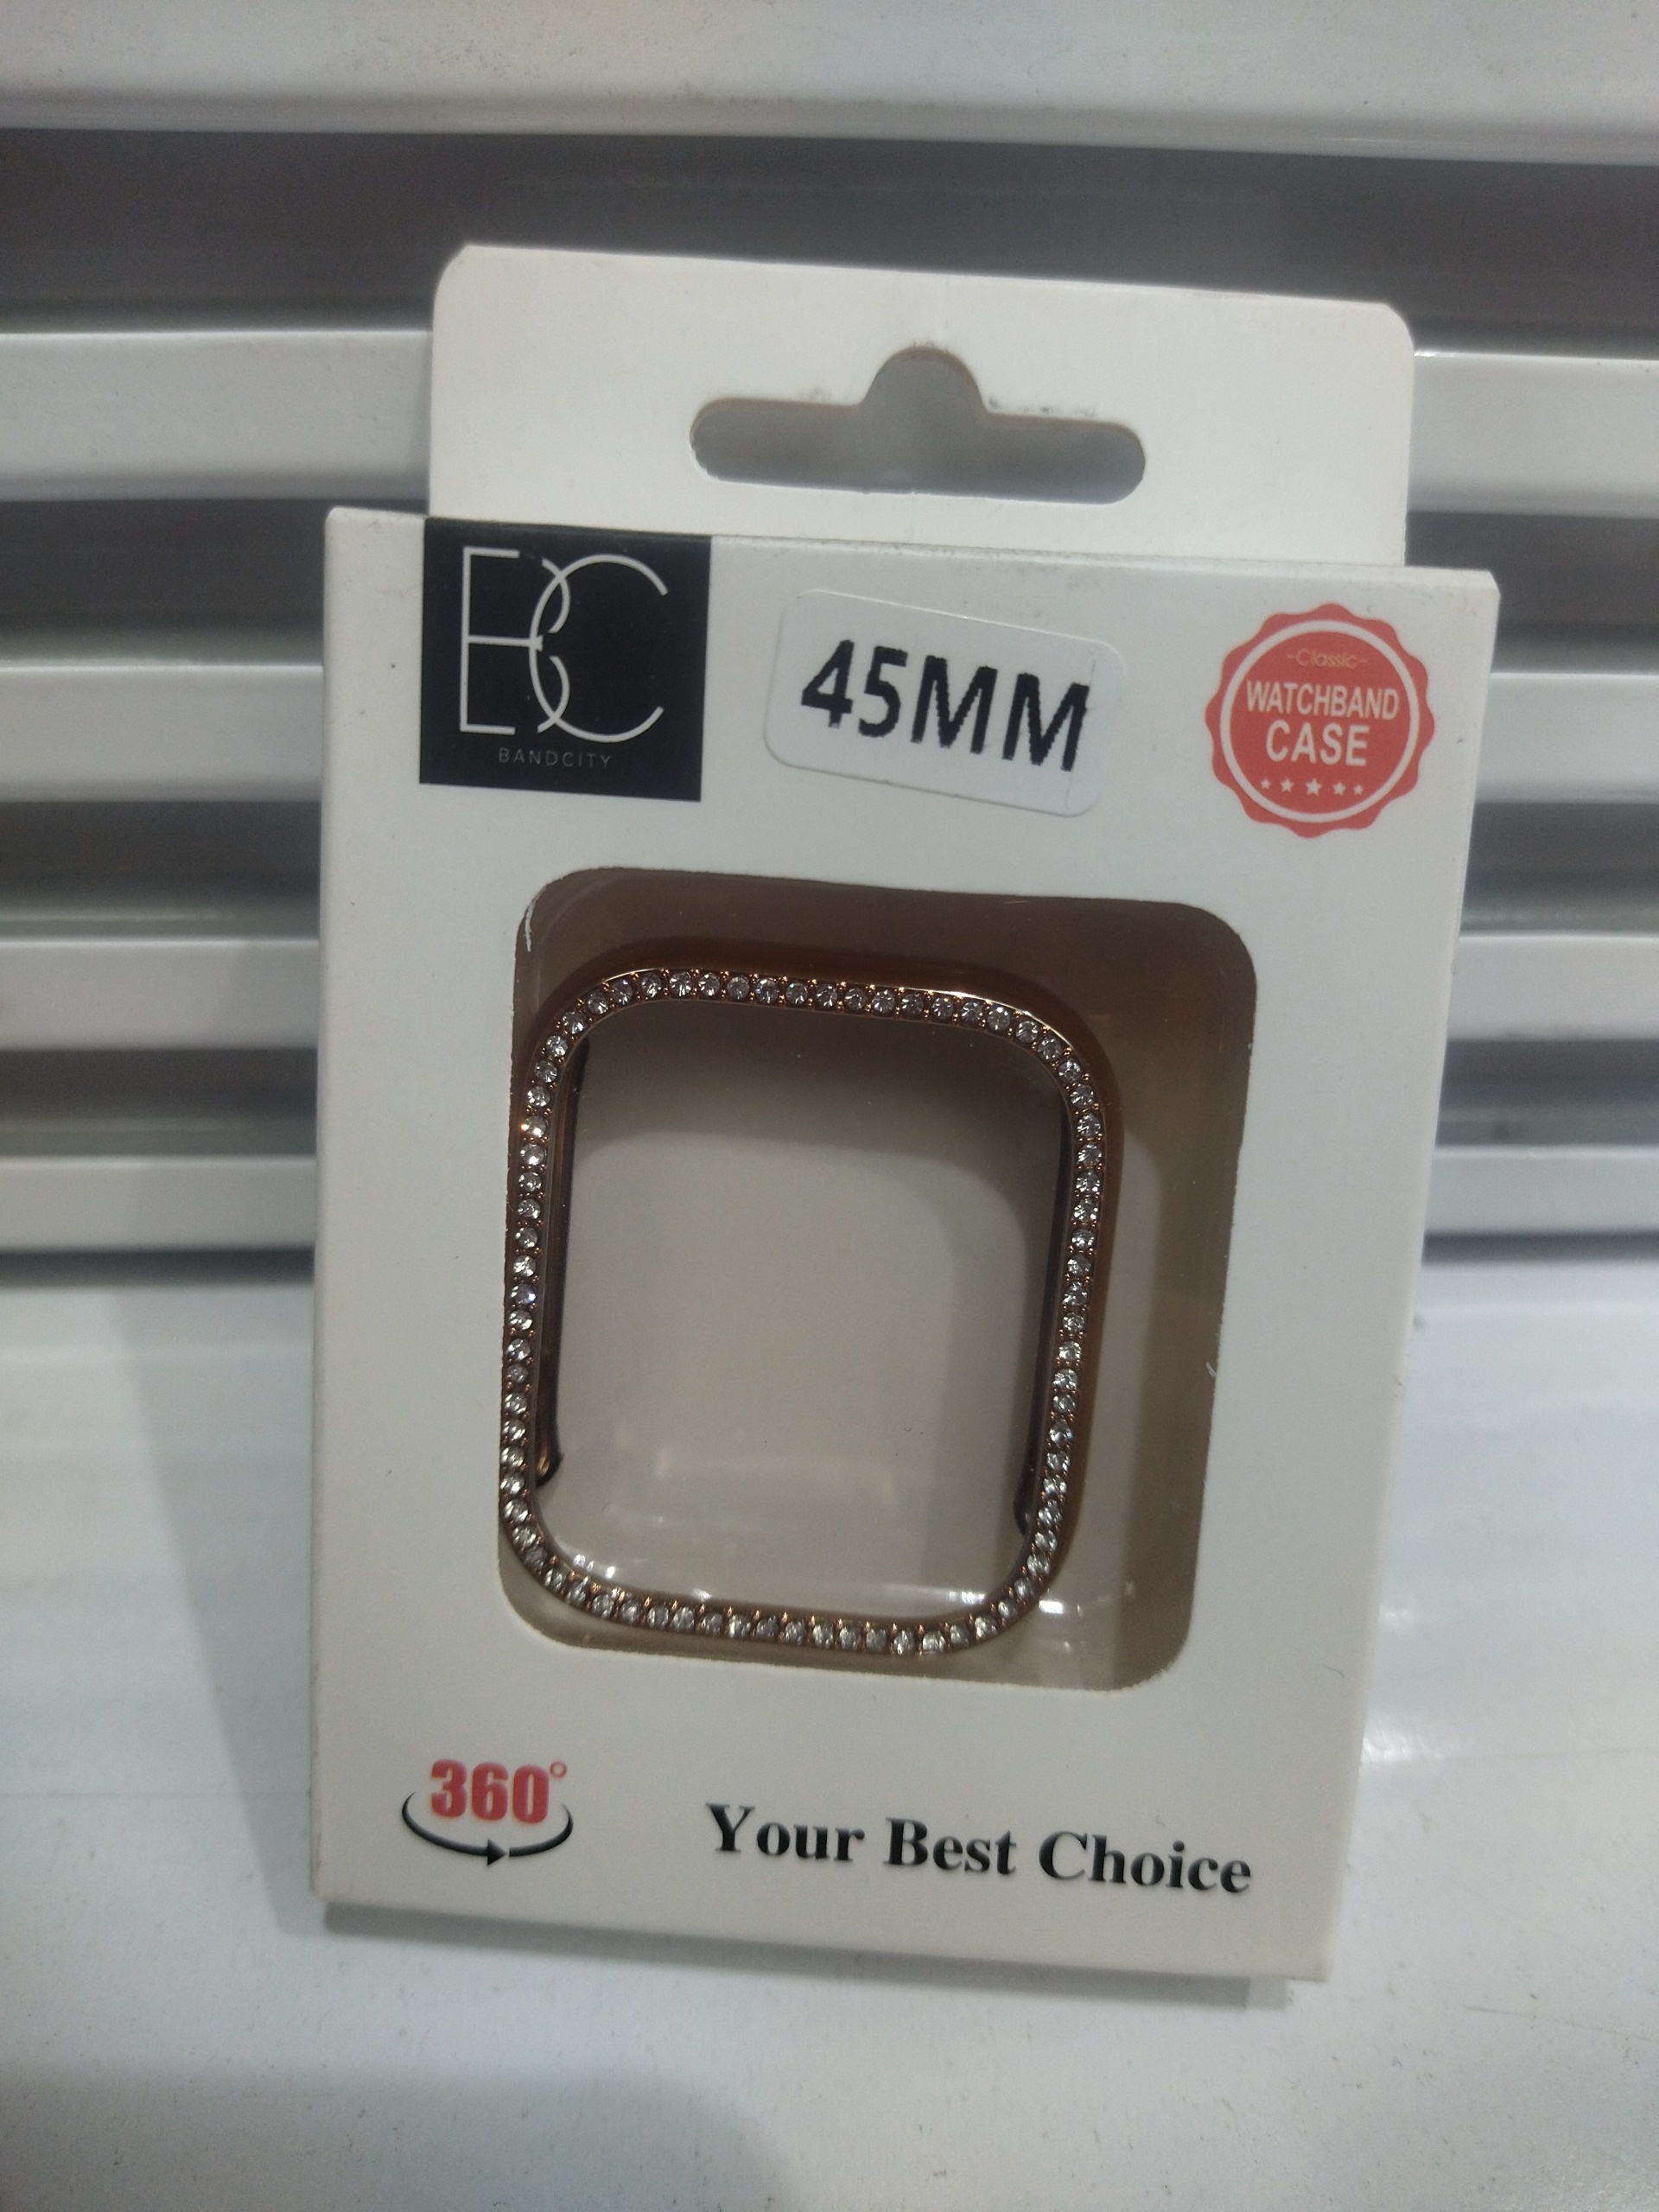 BC
BANDCITY
45MM
-Classic-
WATCHBAND
CASE
360°
Your Best Choice